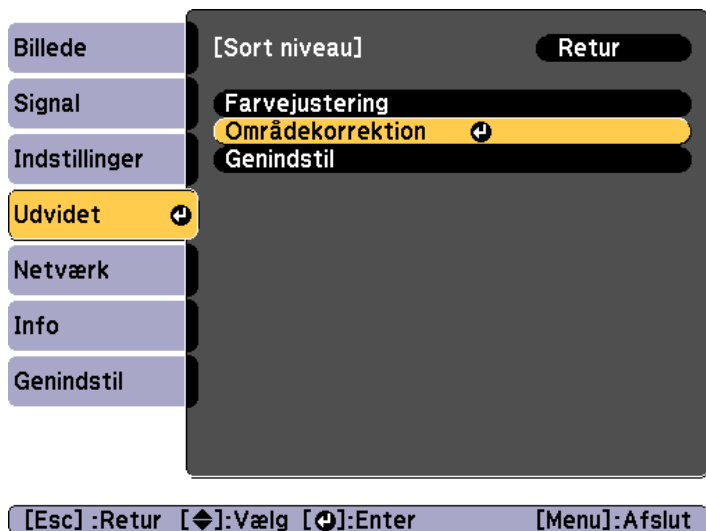 Billede
Signal
Indstillinger
Udvidet
Netværk
Info
Genindstil
[Sort niveau] Retur
Farvejustering
Områdekorrektion
Genindstil
[Esc] :Retur [◆]:Vælg [⏎]:Enter [Menu]:Afslut